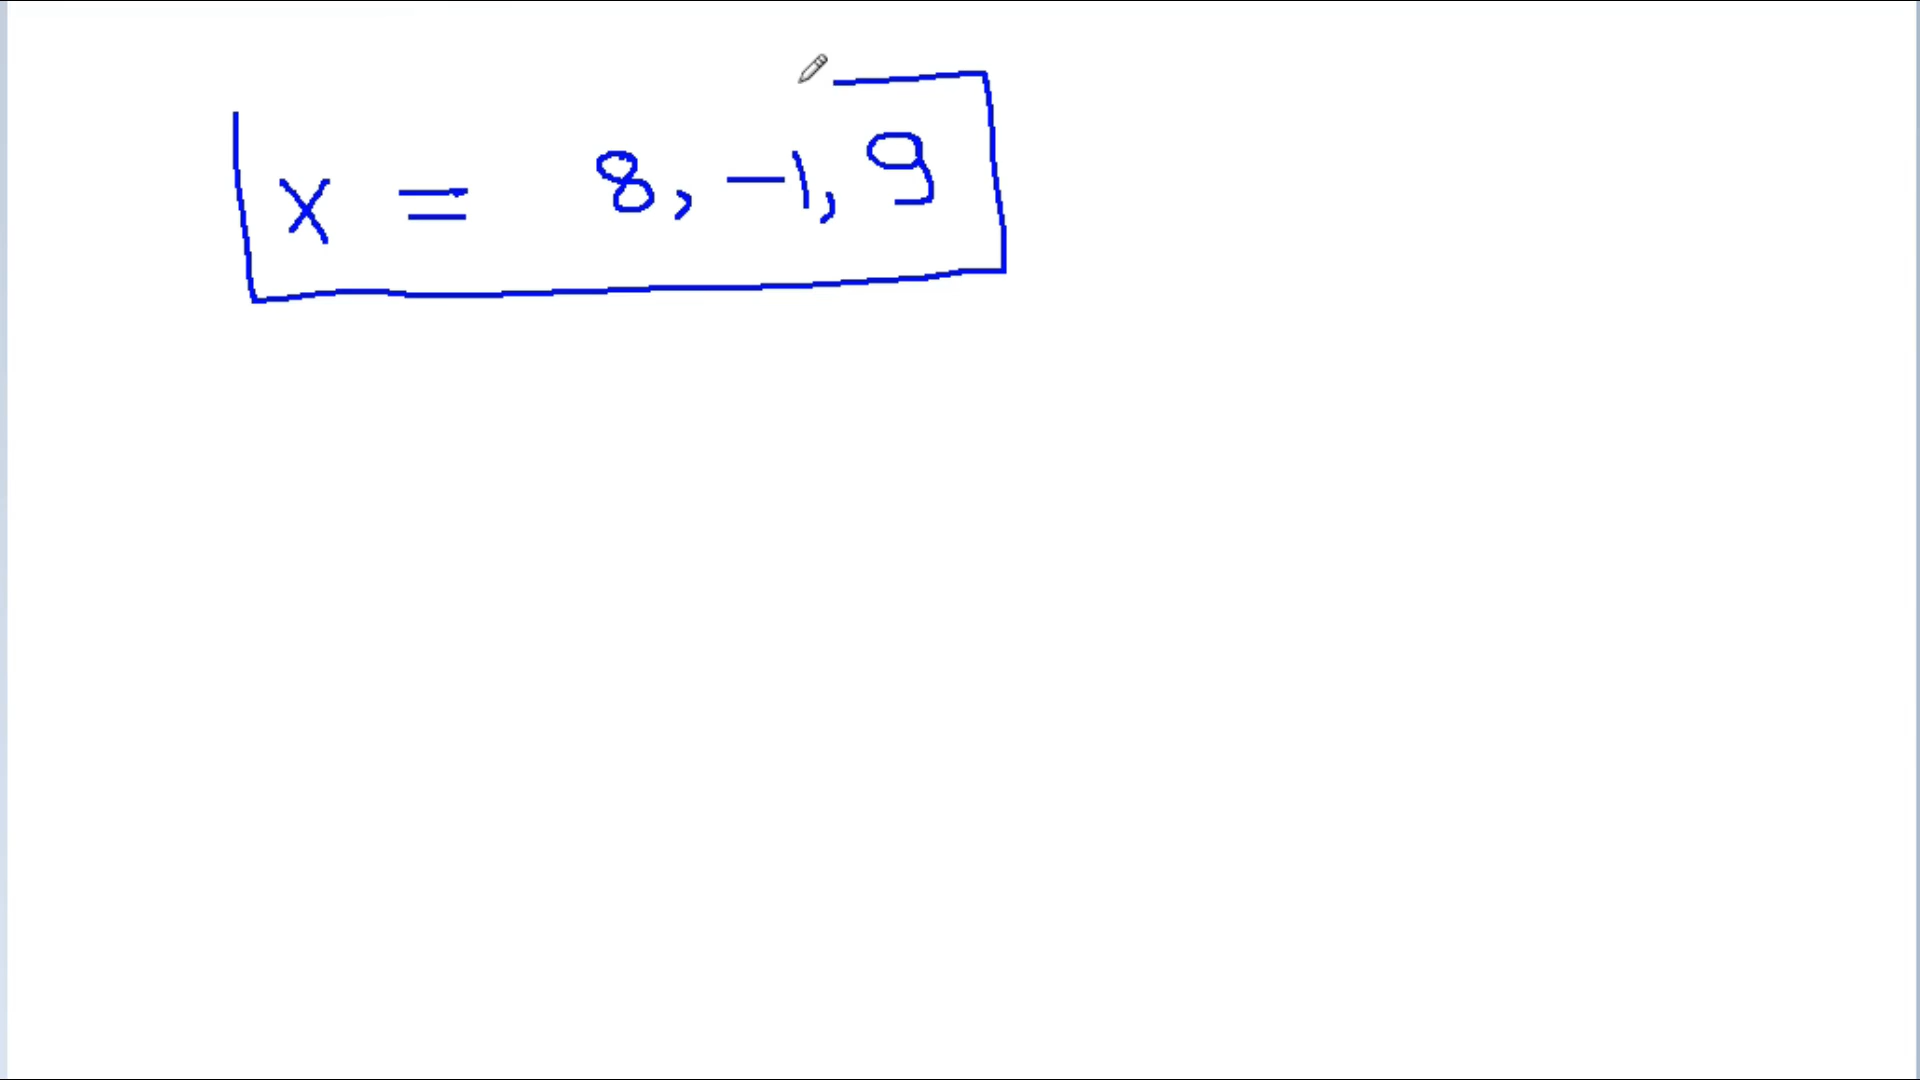 x = 8, -1, 9